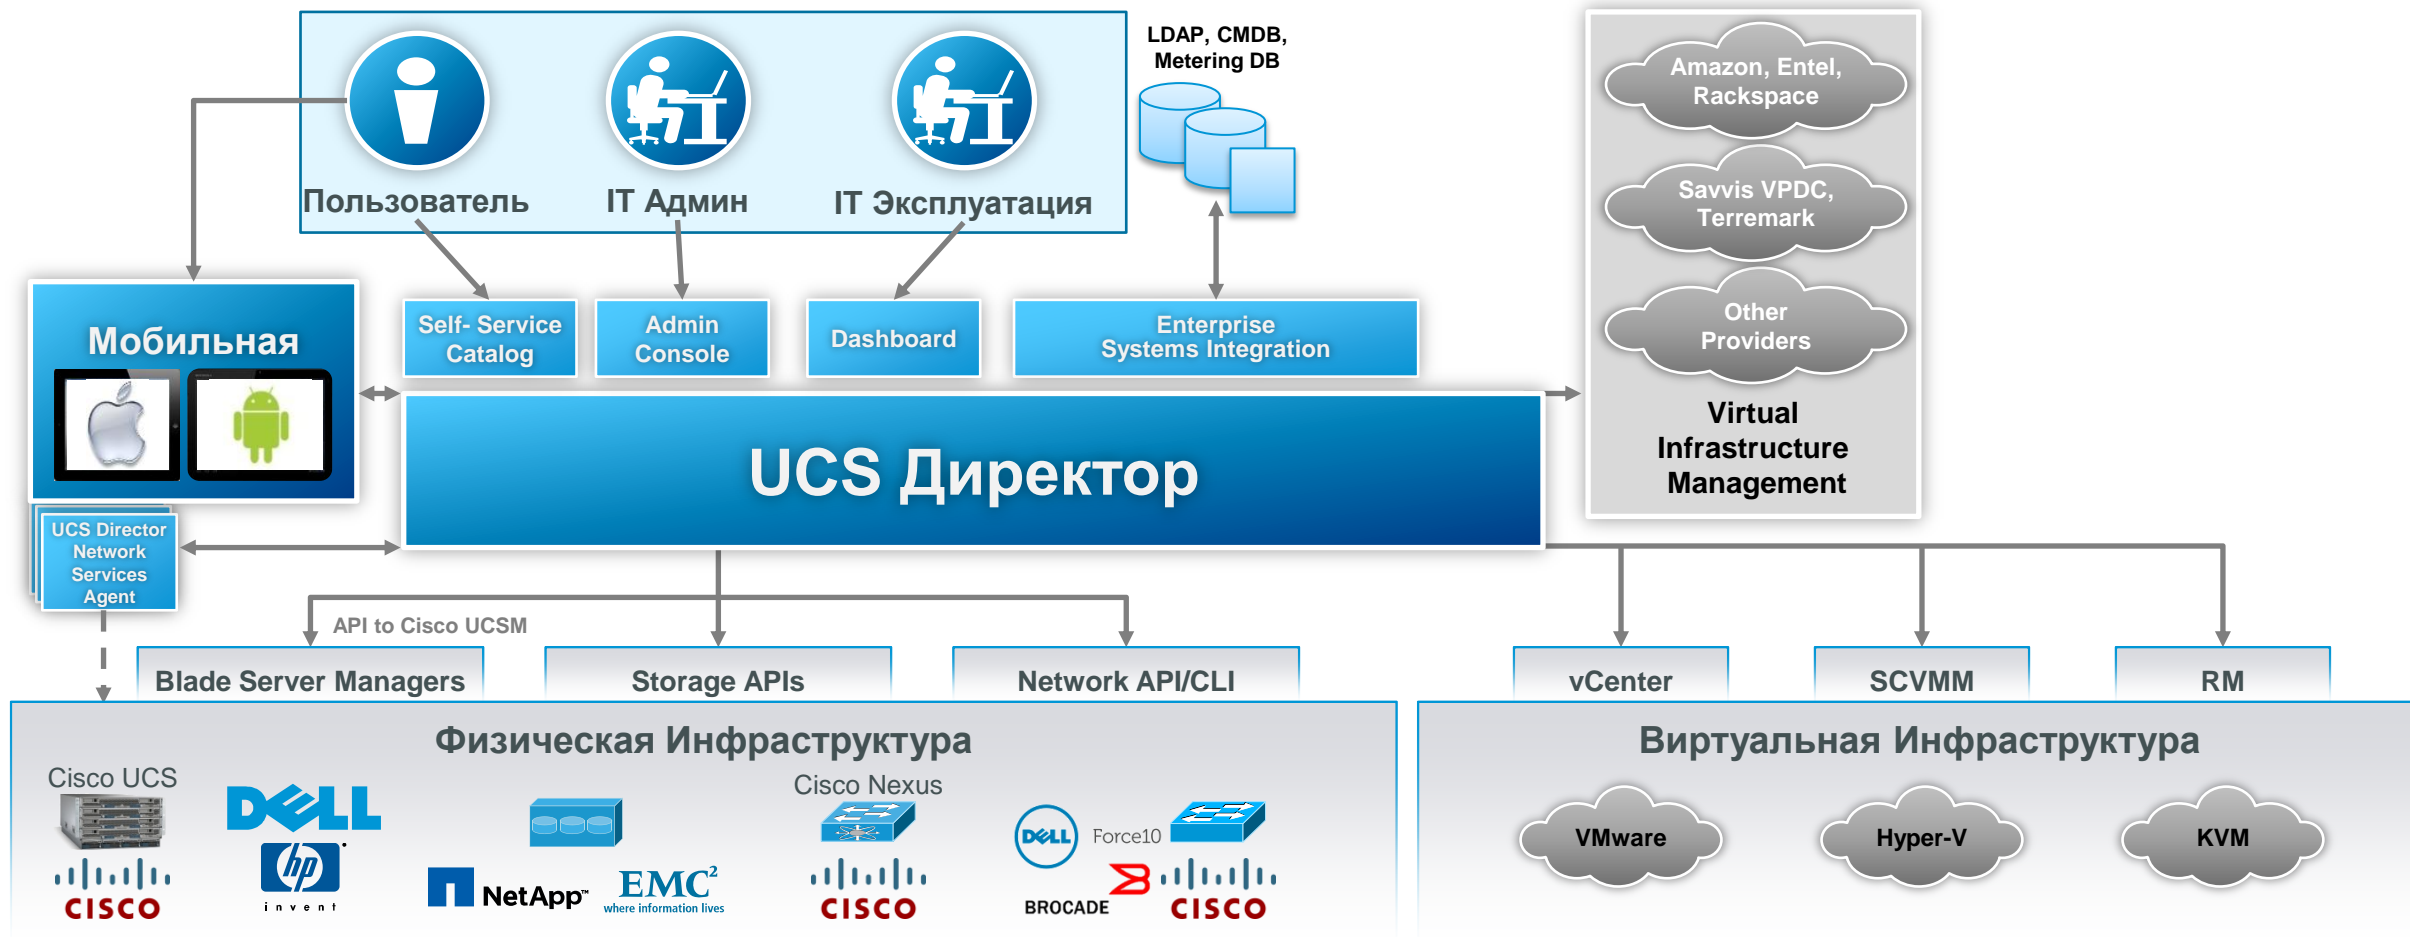 LDAP, CMDB,
Metering DB
Amazon, Entel,
Rackspace
Savvis VPDC,
Terremark
Other
Providers
Virtual
Infrastructure
Management
Пользователь
IT Админ
IT Эксплуатация
Мобильная
Self- Service
Catalog
Admin
Console
Dashboard
Enterprise
Systems Integration
UCS Директор
UCS Director
Network
Services
Agent
API to Cisco UCSM
Blade Server Managers
Storage APIs
Network API/CLI
vCenter
SCVMM
RM
Физическая Инфраструктура
Виртуальная Инфраструктура
Cisco UCS
CISCO
DELL
hp
invent
NetApp™
EMC²
where information lives
Cisco Nexus
CISCO
DELL
Force10
BROCADE
CISCO
VMware
Hyper-V
KVM